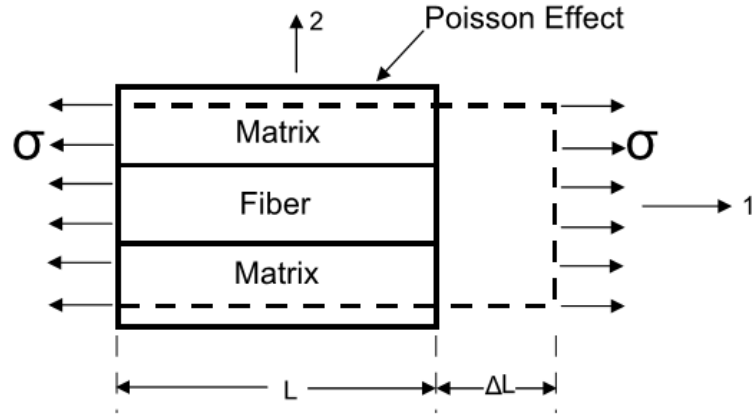 2
Poisson Effect
σ
Matrix
σ
Fiber
1
Matrix
L
ΔL